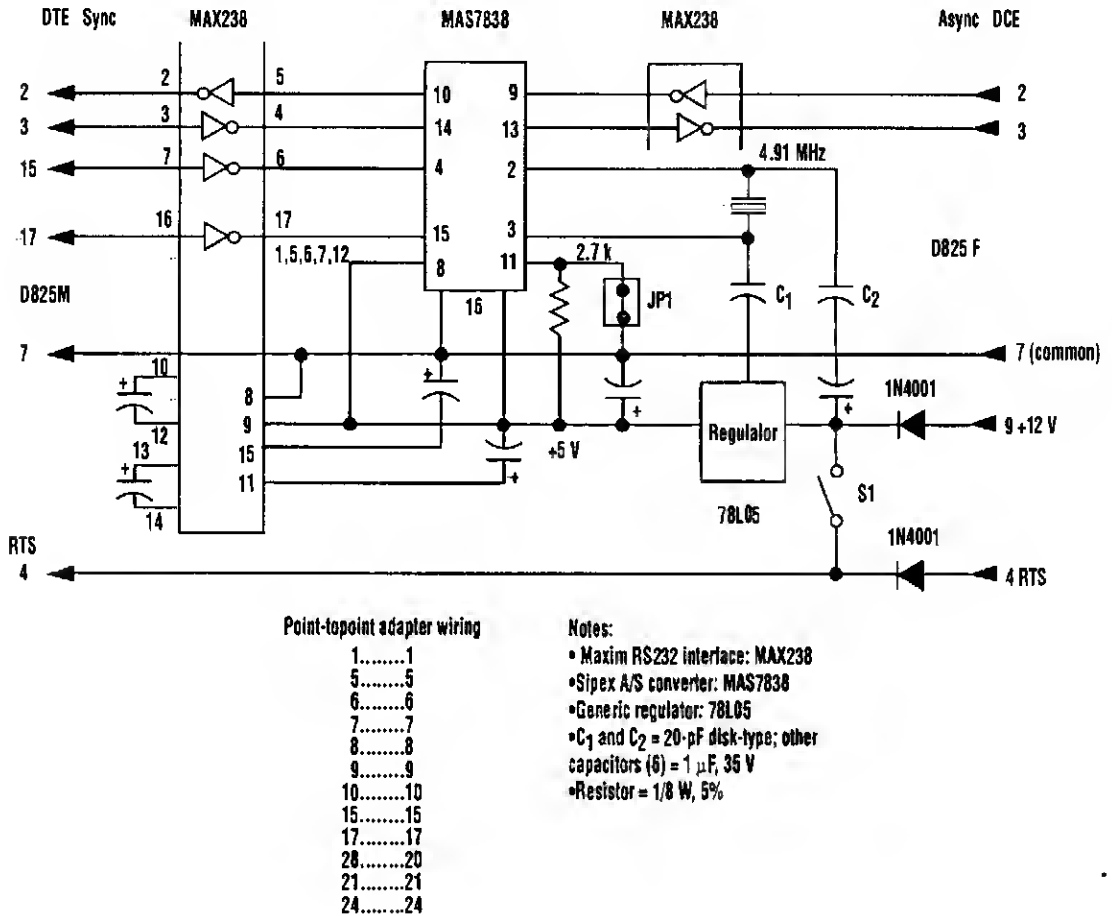 DTE Sync MAX238 MAS7838 MAX238 Async DCE
2 2 5 10 9 2
3 3 4 14 13 3
15 7 6 4 2 4.91 MHz
17 16 17 15 3
1,5,6,7,12 8 11 2.7 k D825 F
D825M 16 JP1 C1 C2
7 7 (common)
10 +
12 8 + + 1N4001
9 + 9 +12 V
13 + 15 +5 V Regulalor
11 + S1
14 78L05
RTS 1N4001
4 4 RTS
Point-topoint adapter wiring
1........1
5........5
6........6
7........7
8........8
9........9
10........10
15........15
17........17
28........20
21........21
24........24
Notes:
• Maxim RS232 interface: MAX238
•Sipex A/S converter: MAS7838
•Generic regulator: 78L05
•C1 and C2 = 20-pF disk-type; other
capacitors (6) = 1 µF, 35 V
•Resistor = 1/8 W, 5%